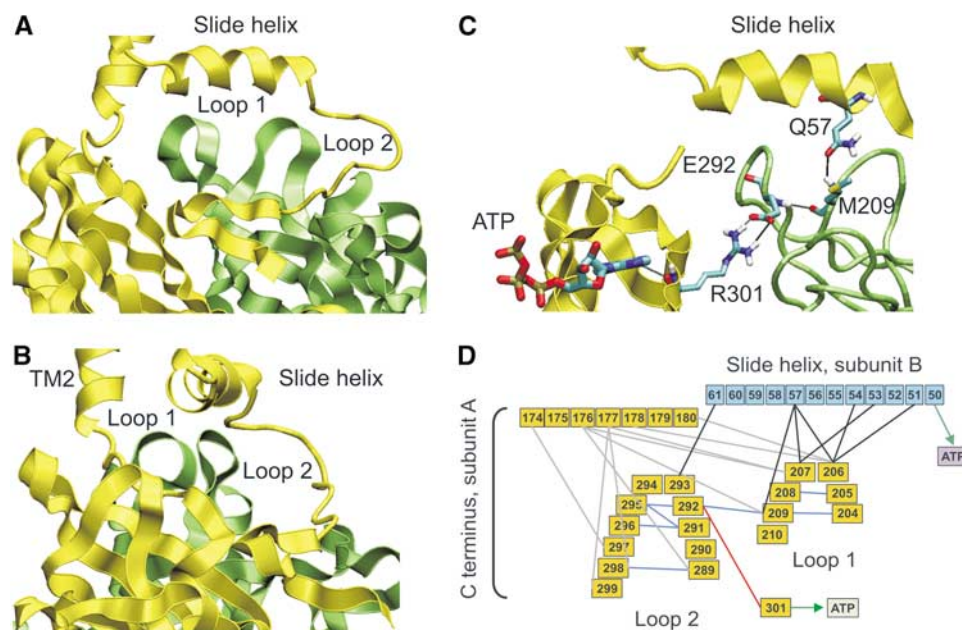 A
Slide helix
Loop 1
Loop 2
B
TM2
Slide helix
Loop 1
Loop 2
C
Slide helix
Q57
E292
M209
ATP
R301
D
Slide helix, subunit B
61 60 59 58 57 56 55 54 53 52 51 50
C terminus, subunit A
174 175 176 177 178 179 180
ATP
294 293
207 206
295 292
208 205
296 291
209 204
297 290
210
298 289
299
Loop 1
Loop 2
301
ATP